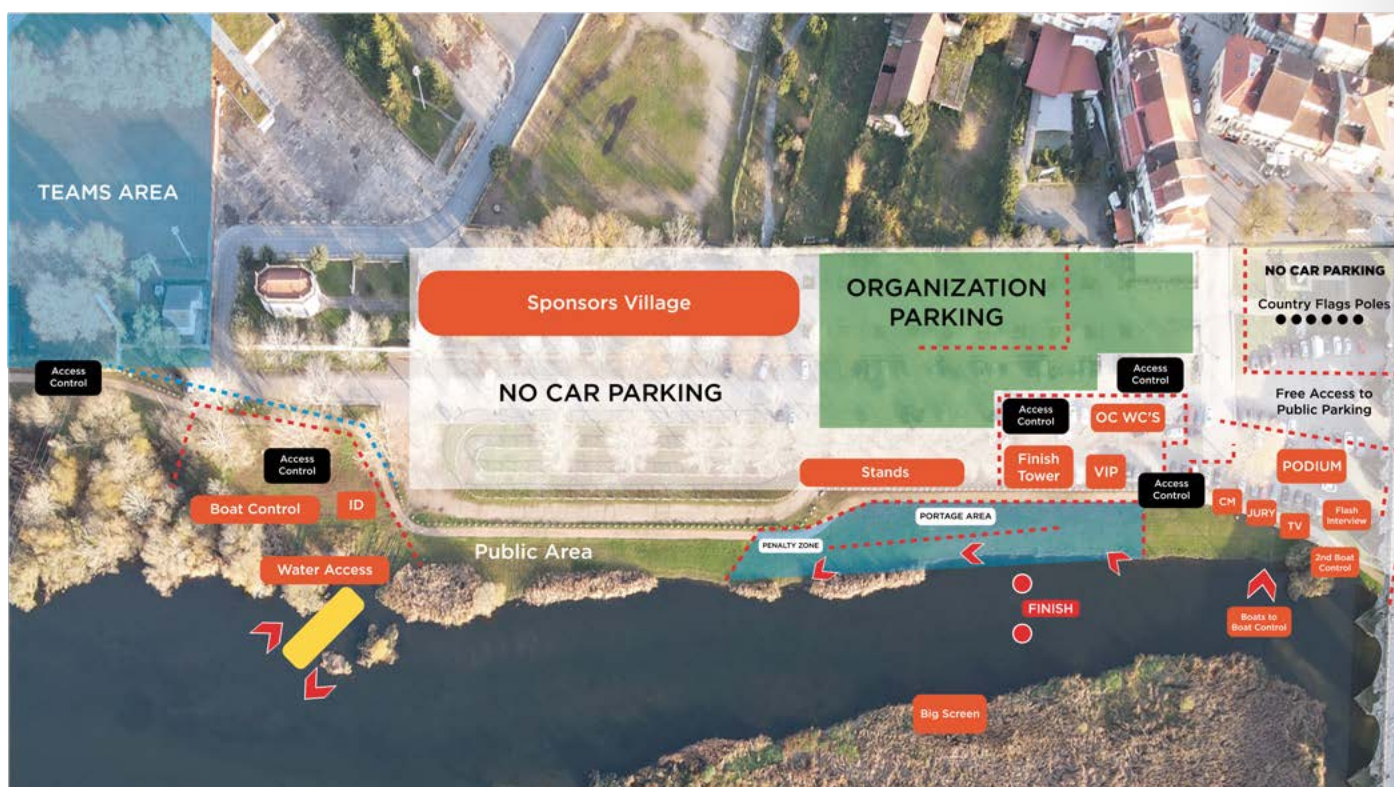 TEAMS AREA
Sponsors Village
ORGANIZATION
PARKING
NO CAR PARKING
Country Flags Poles
NO CAR PARKING
Access
Control
Access
Control
Access
Control
OC WC'S
Free Access to
Public Parking
Access
Control
Boat Control
ID
Stands
Finish
Tower
VIP
Access
Control
PODIUM
CM
JURY
TV
Flash
Interview
PORTAGE AREA
PENALTY ZONE
Public Area
Water Access
2nd Boat
Control
FINISH
Boats to
Boat Control
Big Screen